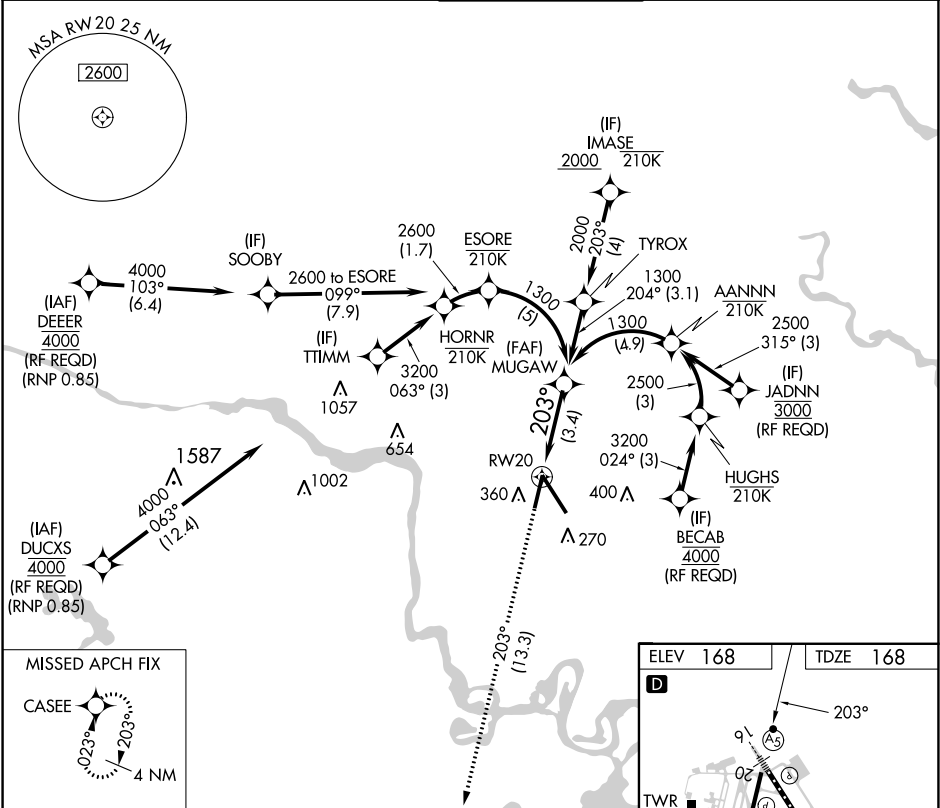 MSA RW20 25 NM
2600
(IF)
IMASE
2000 210K
2000
203°
(4)
TYROX
1300
204° (3.1)
2600
(1.7)
ESORE
210K
(IF)
SOOBY
4000
103°
(6.4)
2600 to ESORE
099°
(7.9)
(IAF)
DEEER
4000
(RF REQD)
(RNP 0.85)
1300
(5)
AANNN
210K
1300
(4.9)
2500
315° (3)
HORNR
210K
(IF)
TTIMM
3200
063° (3)
(FAF)
MUGAW
(IF)
JADNN
3000
(RF REQD)
2500
(3)
1057
654
203°
(3.4)
3200
024° (3)
HUGHS
210K
1587
1002
RW20
360
400
270
4000
063°
(12.4)
(IAF)
DUCXS
4000
(RF REQD)
(RNP 0.85)
(IF)
BECAB
4000
(RF REQD)
203°
(13.3)
MISSED APCH FIX
CASEE
023°
203°
4 NM
ELEV 168
TDZE 168
D
203°
A5
16
20
TWR